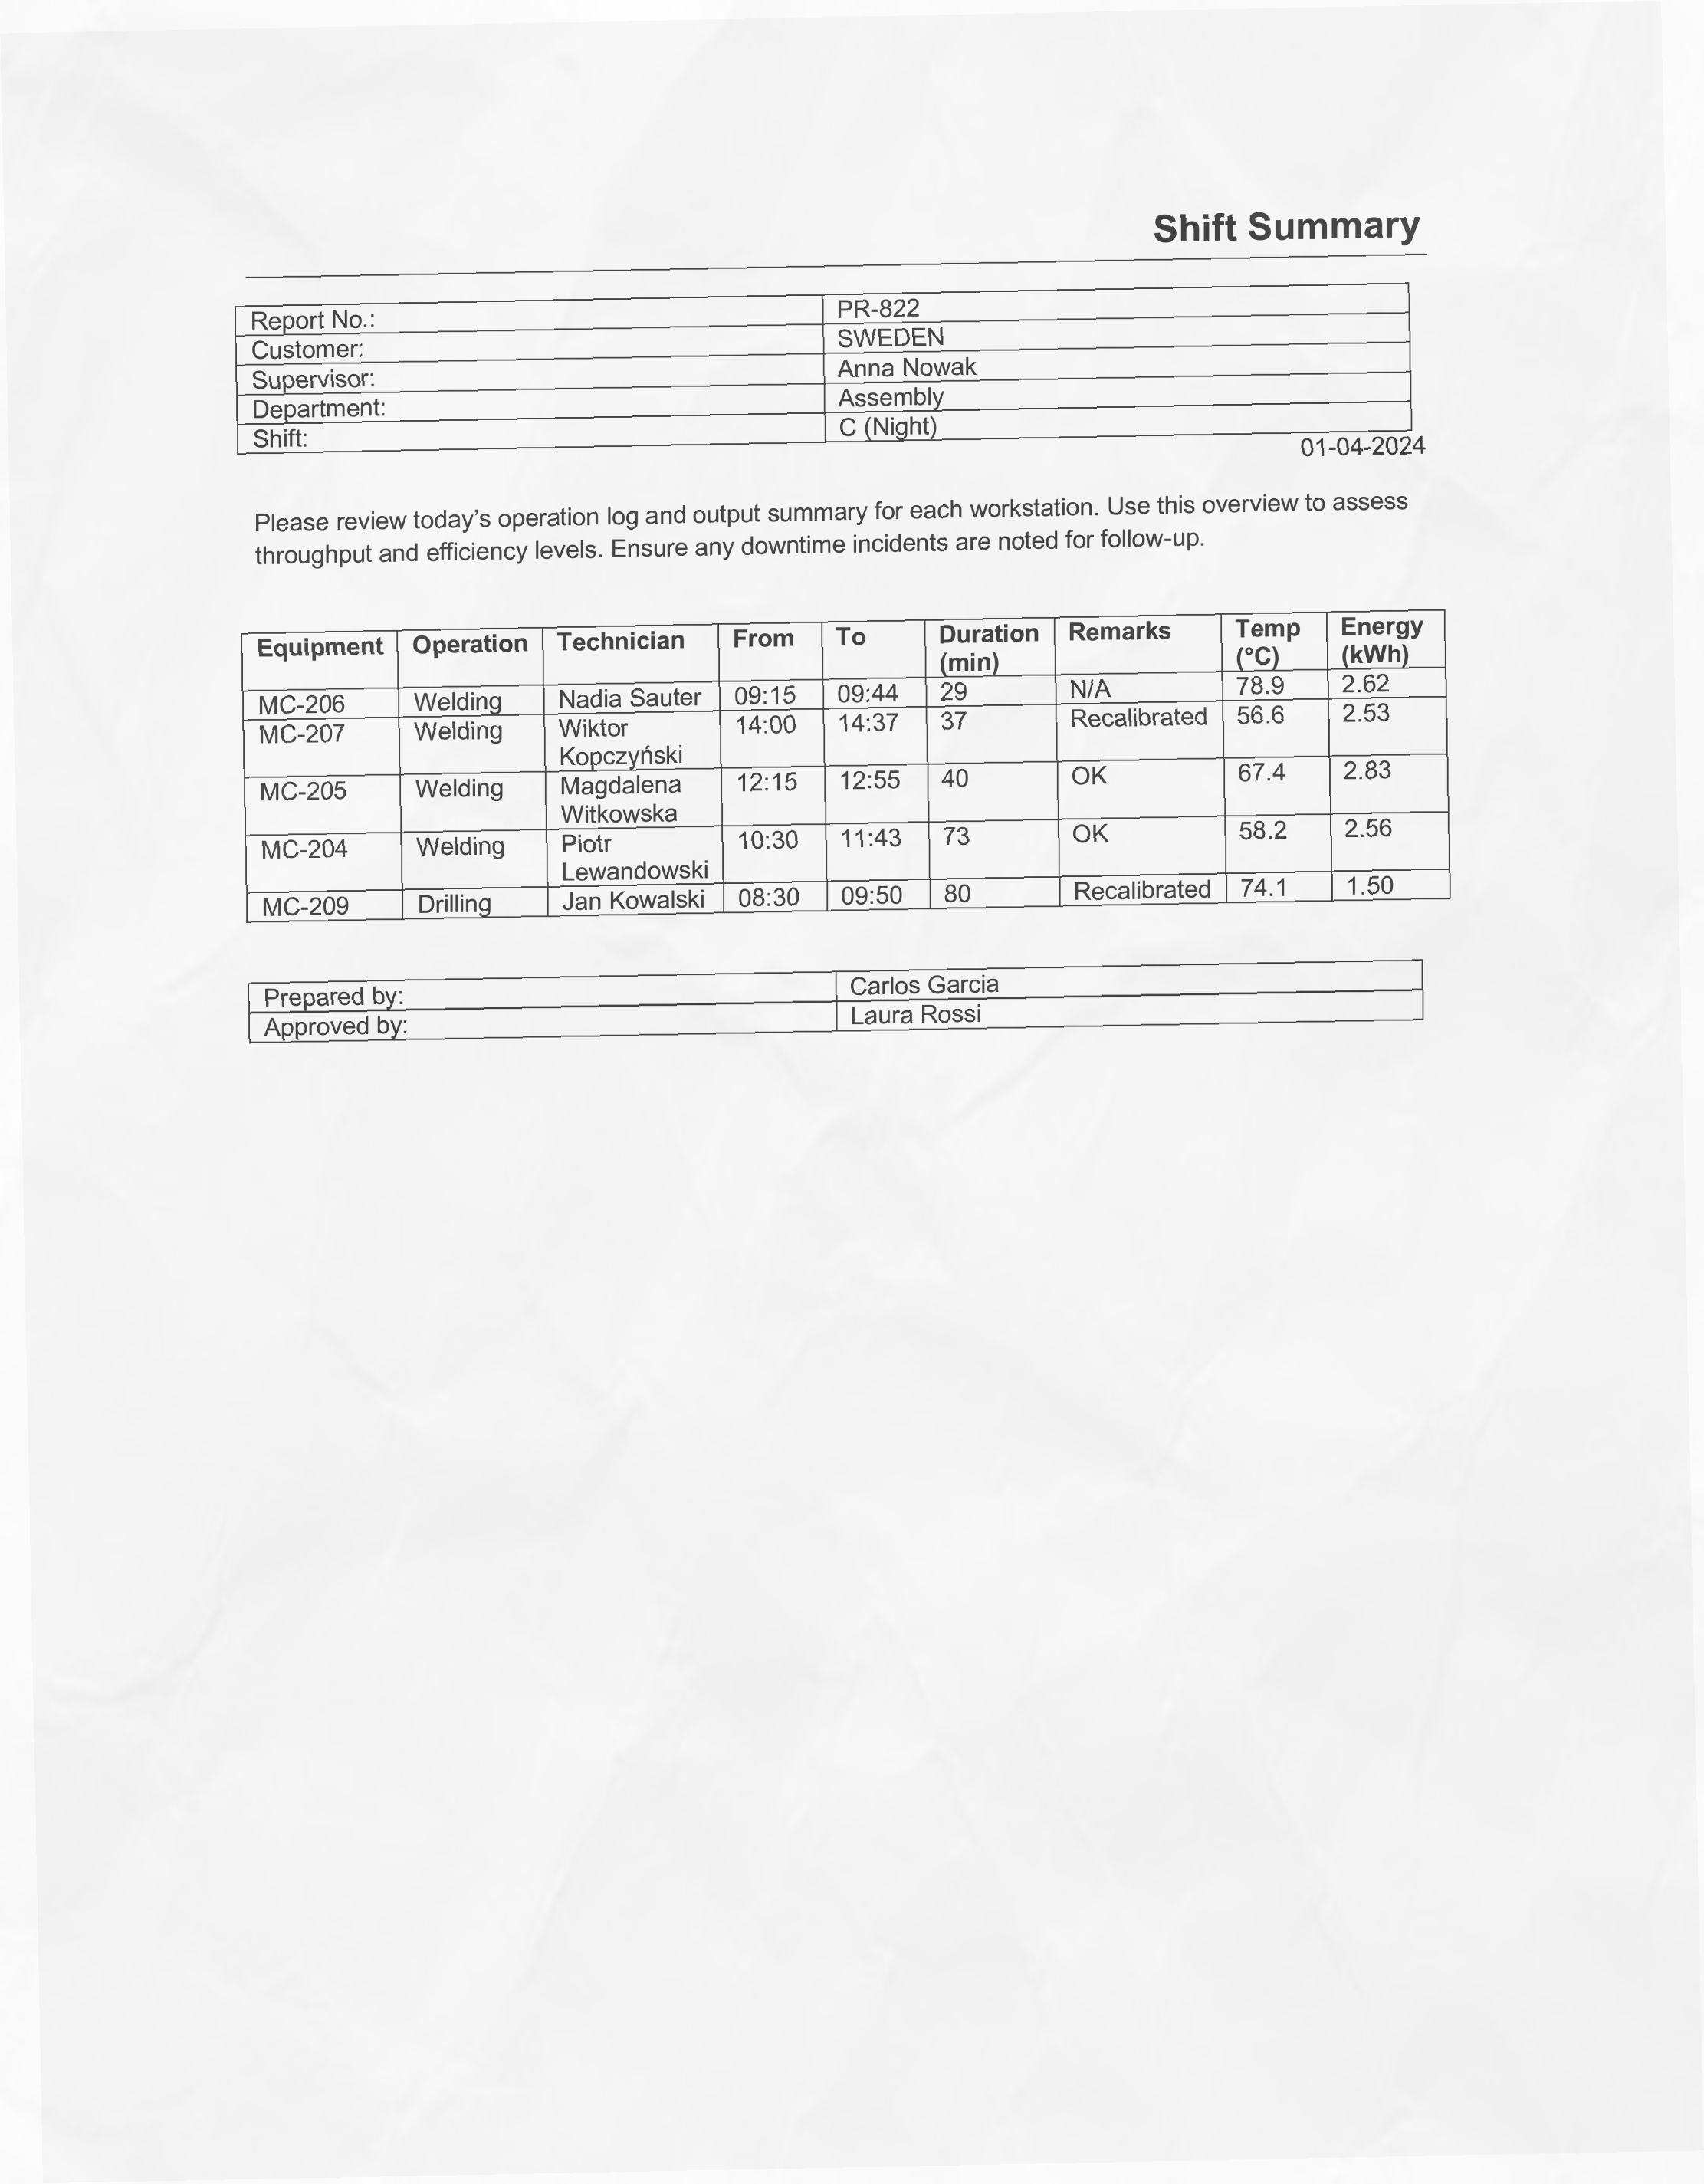 Shift Summary
Report No.: PR-822
Customer: SWEDEN
Supervisor: Anna Nowak
Department: Assembly
Shift: C (Night)
01-04-2024
Please review today’s operation log and output summary for each workstation. Use this overview to assess
throughput and efficiency levels. Ensure any downtime incidents are noted for follow-up.
Equipment Operation Technician From To Duration (min) Remarks Temp (°C) Energy (kWh)
MC-206 Welding Nadia Sauter 09:15 09:44 29 N/A 78.9 2.62
MC-207 Welding Wiktor Kopczyński 14:00 14:37 37 Recalibrated 56.6 2.53
MC-205 Welding Magdalena Witkowska 12:15 12:55 40 OK 67.4 2.83
MC-204 Welding Piotr Lewandowski 10:30 11:43 73 OK 58.2 2.56
MC-209 Drilling Jan Kowalski 08:30 09:50 80 Recalibrated 74.1 1.50
Prepared by: Carlos Garcia
Approved by: Laura Rossi